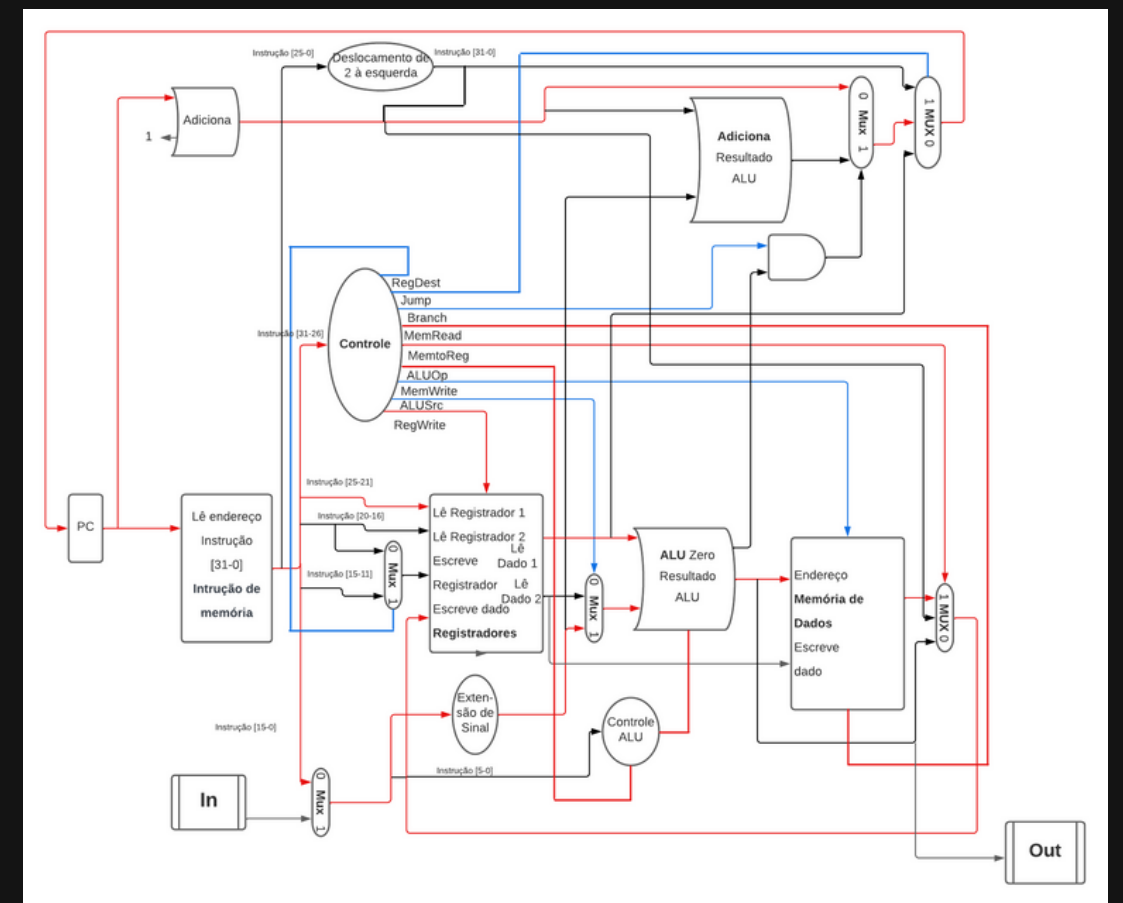 Instrução [25-0]
Deslocamento de
2 à esquerda
Instrução [31-0]
Adiciona
1
Adiciona
Resultado
ALU
0 Mux 1
1 MUX 0
RegDest
Jump
Branch
MemRead
MemtoReg
ALUOp
MemWrite
ALUSrc
RegWrite
Instrução [31-26]
Controle
PC
Lê endereço
Instrução
[31-0]
Intrução de
memória
Instrução [25-21]
Instrução [20-16]
Instrução [15-11]
0 Mux 1
Lê Registrador 1
Lê Registrador 2
Lê
Dado 1
Escreve
Registrador
Lê
Dado 2
Escreve dado
Registradores
0 Mux 1
ALU Zero
Resultado
ALU
Endereço
Memória de
Dados
Escreve
dado
1 MUX 0
Exten-
são de
Sinal
Controle
ALU
Instrução [15-0]
Instrução [5-0]
In
0 Mux 1
Out